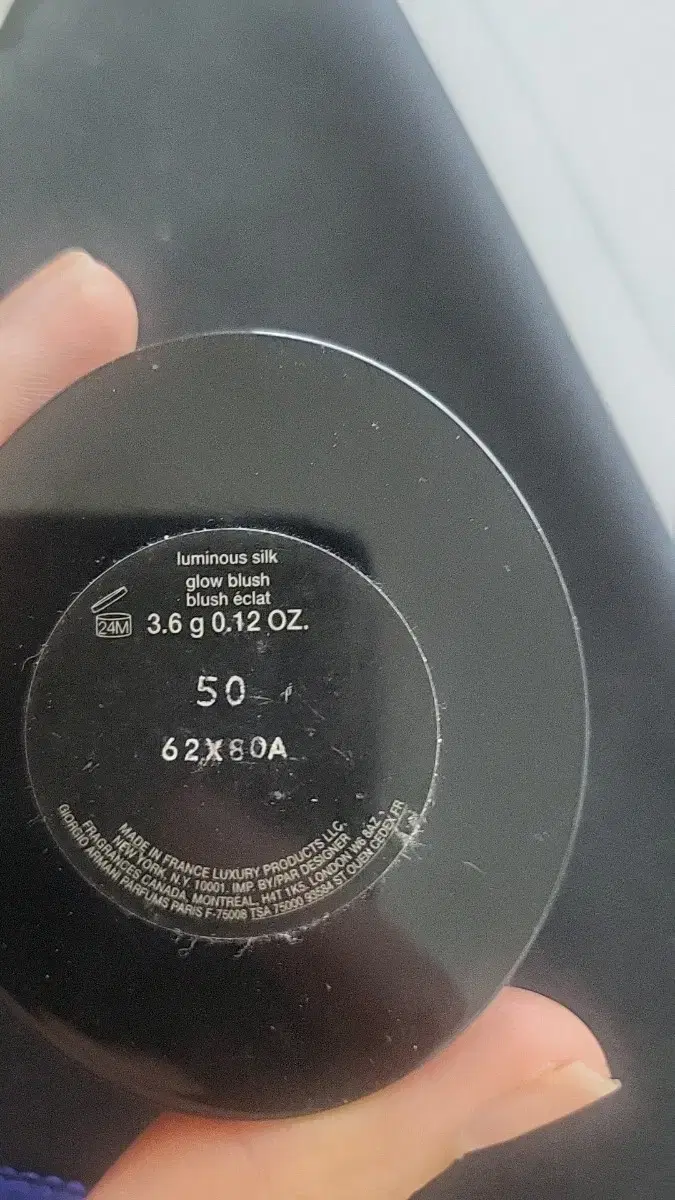 luminous silk
glow blush
blush éclat
24M 3.6 g 0.12 OZ.
50
62X80A
MADE IN FRANCE LUXURY PRODUCTS LLC,
NEW YORK, N.Y. 10001. IMP. BY/PAR DESIGNER
FRAGRANCES CANADA, MONTREAL, H4T 1K5. LONDON W6 8AZ.
GIORGIO ARMANI PARFUMS PARIS F-75008 TSA 75000 93584 ST OUEN CEDEX FR